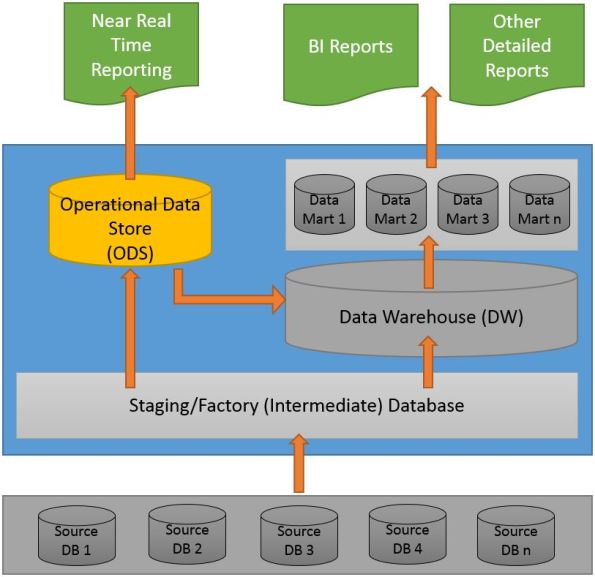 Near Real
Time
Reporting
BI Reports
Other
Detailed
Reports
Operational Data
Store
(ODS)
Data
Mart 1
Data
Mart 2
Data
Mart 3
Data
Mart n
Data Warehouse (DW)
Staging/Factory (Intermediate) Database
Source
DB 1
Source
DB 2
Source
DB 3
Source
DB 4
Source
DB n